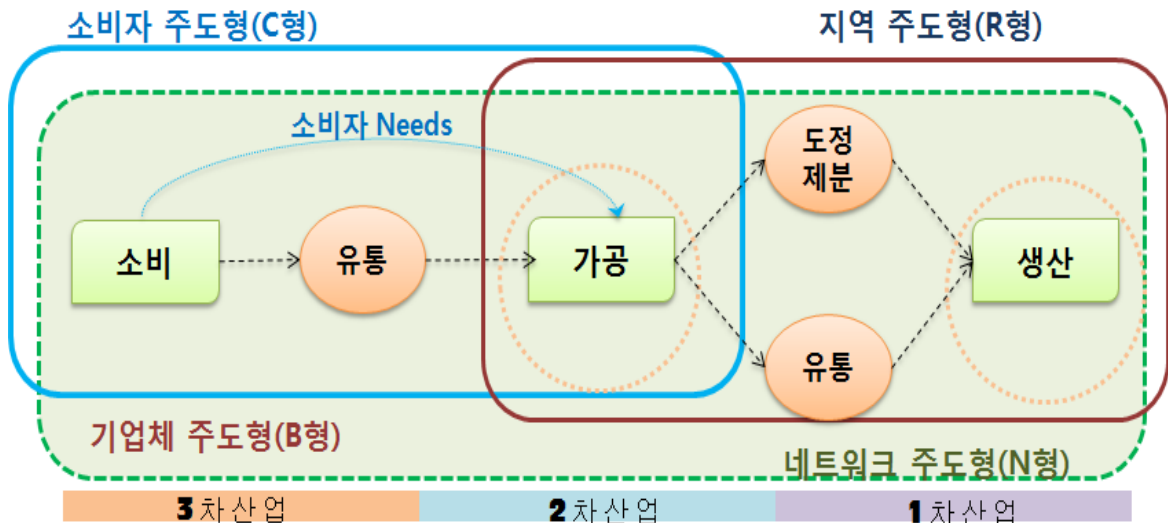 소비자 주도형(C형)
지역 주도형(R형)
소비자 Needs
도정
제분
소비
유통
가공
생산
유통
기업체 주도형(B형)
네트워크 주도형(N형)
3차산업
2차산업
1차산업